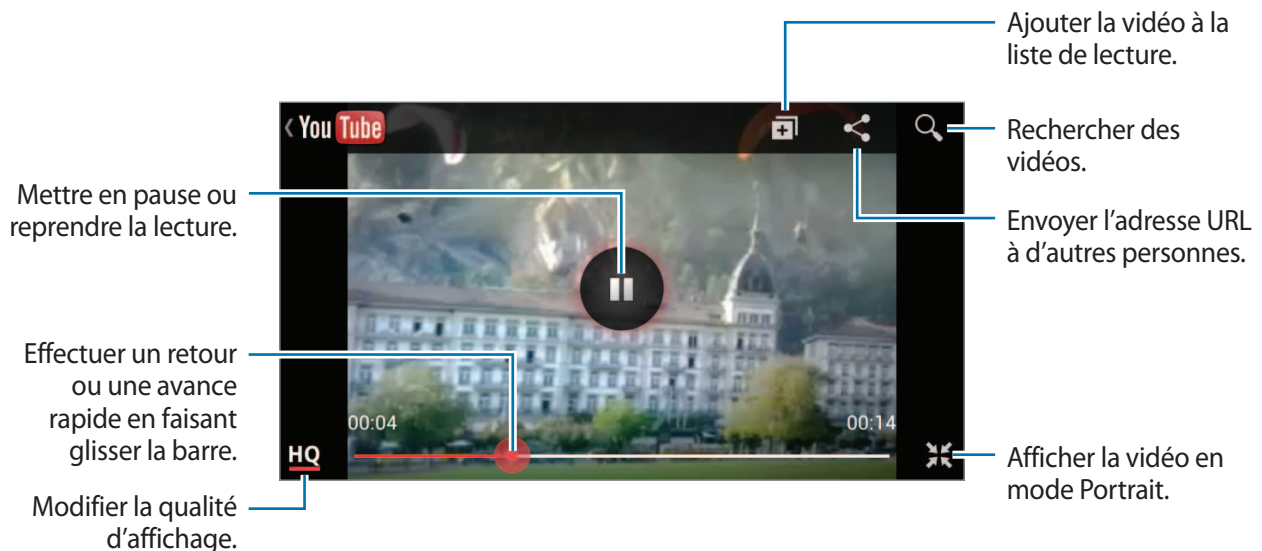 Ajouter la vidéo à la
liste de lecture.
‹ You Tube
Rechercher des
vidéos.
Mettre en pause ou
reprendre la lecture.
Envoyer l’adresse URL
à d’autres personnes.
Effectuer un retour
ou une avance
rapide en faisant
glisser la barre.
00:04
00:14
HQ
Afficher la vidéo en
mode Portrait.
Modifier la qualité
d’affichage.